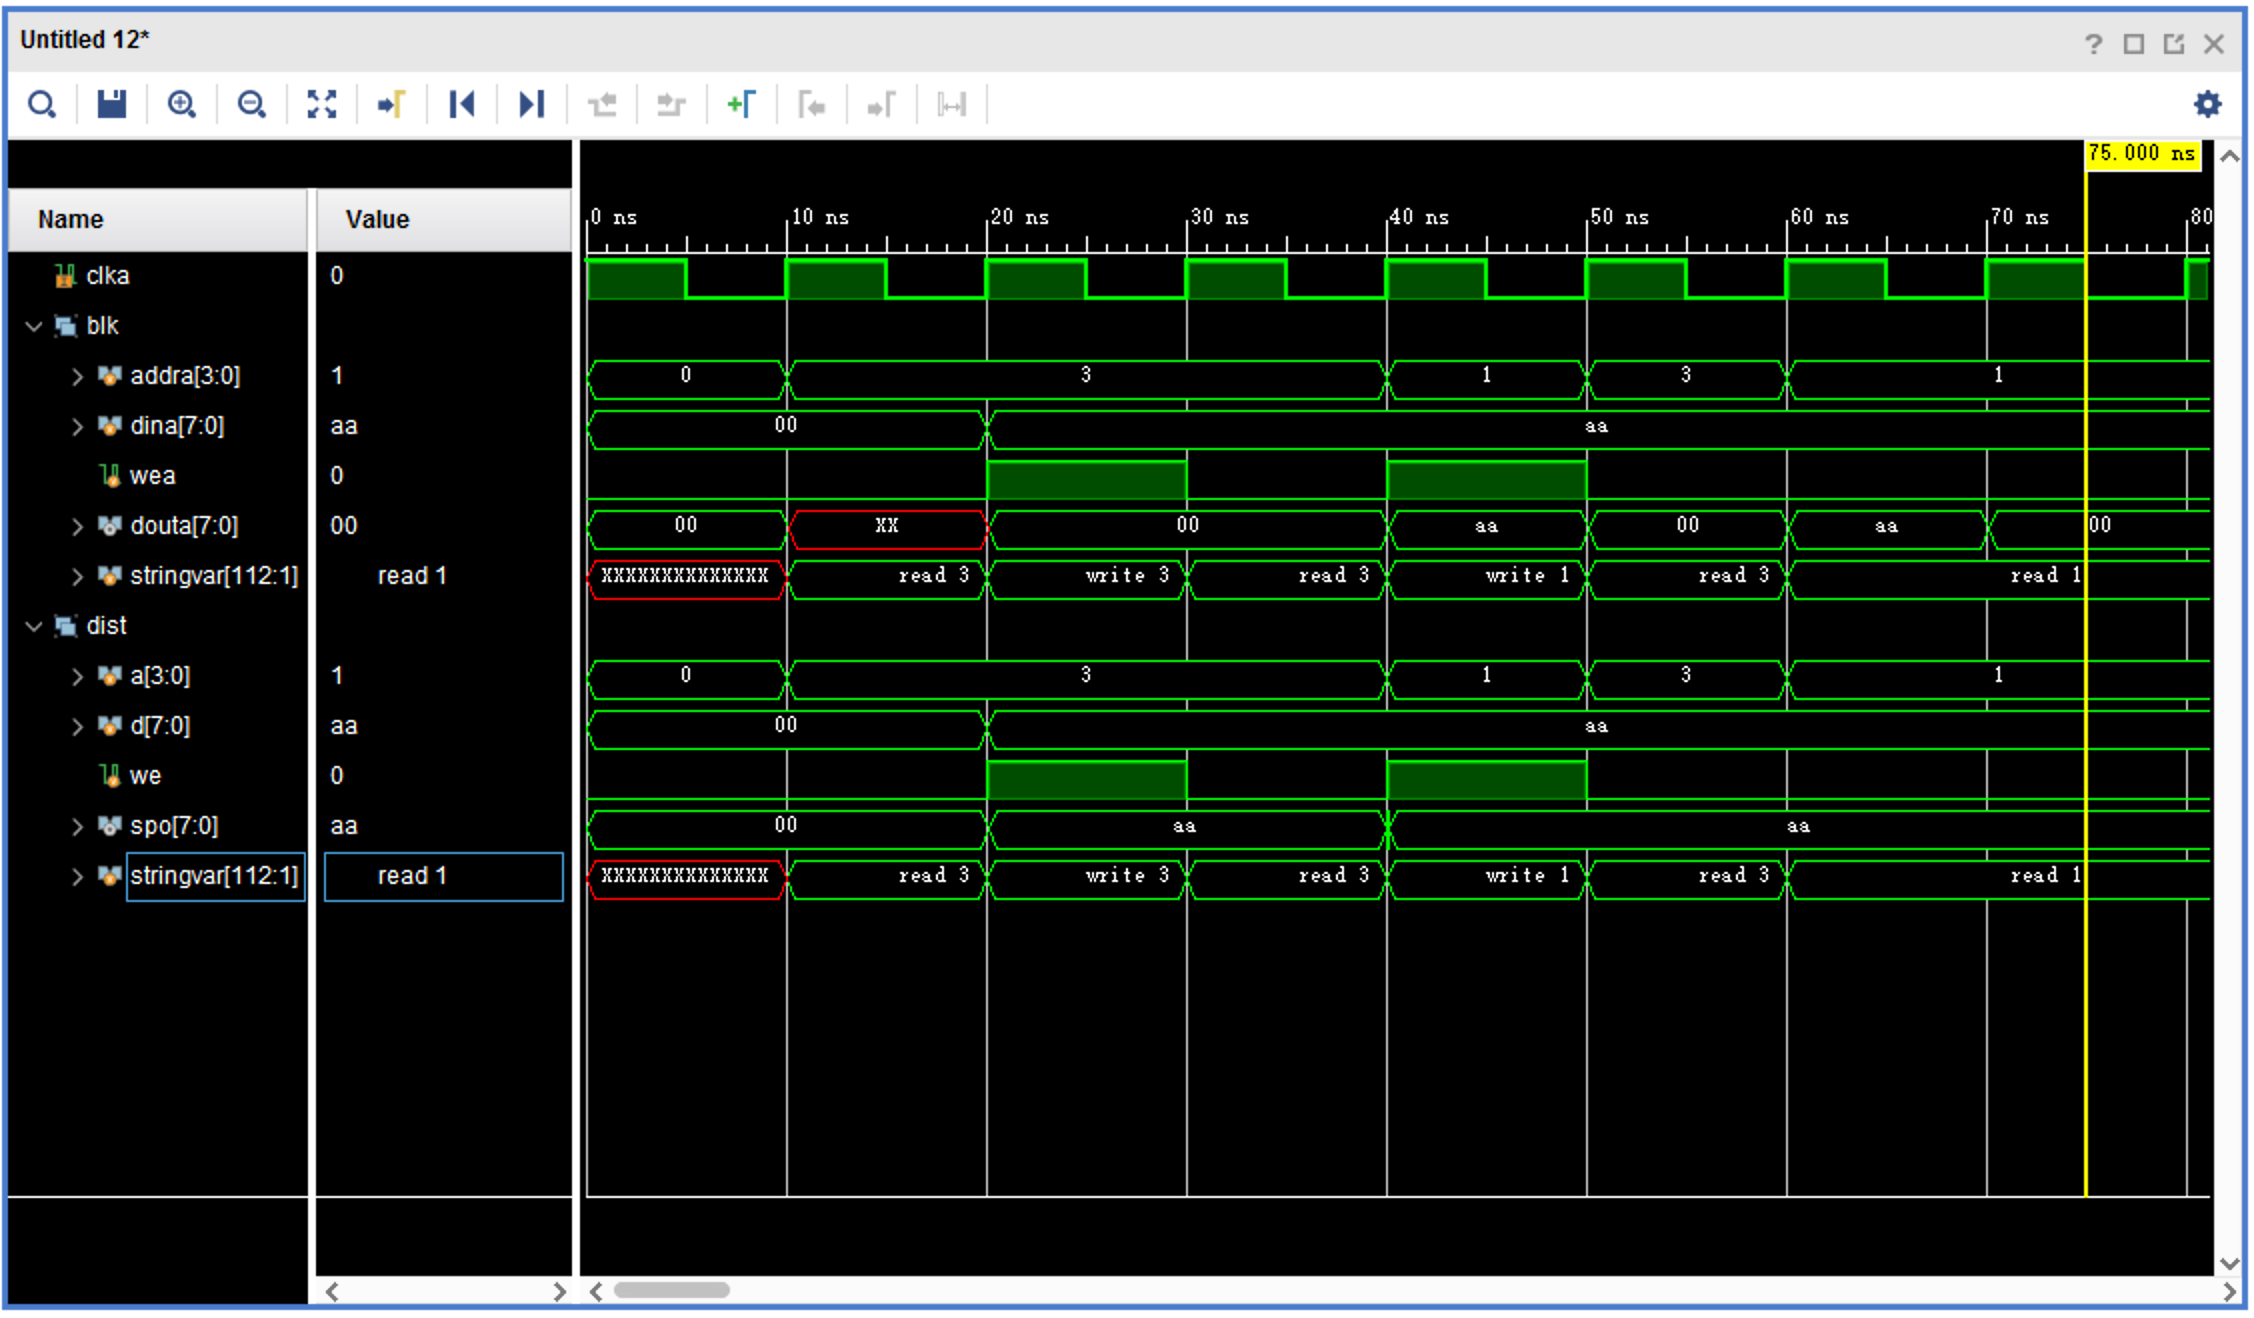 Untitled 12*
75.000 ns
Name Value
0 ns 10 ns 20 ns 30 ns 40 ns 50 ns 60 ns 70 ns 80
clka 0
blk
addra[3:0] 1 0 3 1 3 1
dina[7:0] aa 00 aa
wea 0
douta[7:0] 00 00 XX 00 aa 00 aa 00
stringvar[112:1] read 1 XXXXXXXXXXXXXX read 3 write 3 read 3 write 1 read 3 read 1
dist
a[3:0] 1 0 3 1 3 1
d[7:0] aa 00 aa
we 0
spo[7:0] aa 00 aa aa
stringvar[112:1] read 1 XXXXXXXXXXXXXX read 3 write 3 read 3 write 1 read 3 read 1